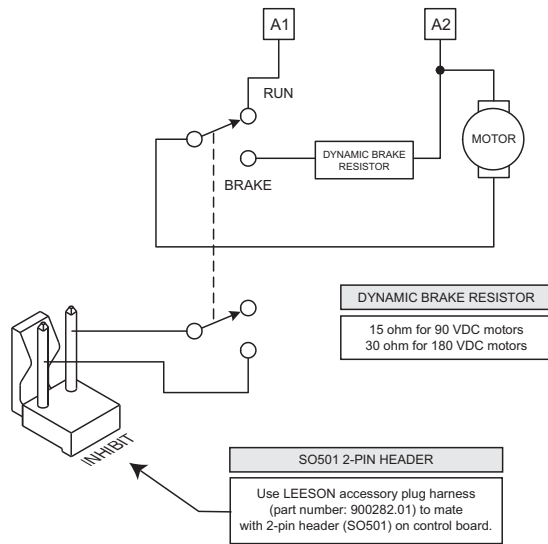 A1
A2
RUN
MOTOR
DYNAMIC BRAKE
RESISTOR
BRAKE
DYNAMIC BRAKE RESISTOR
15 ohm for 90 VDC motors
30 ohm for 180 VDC motors
INHIBIT
SO501 2-PIN HEADER
Use LEESON accessory plug harness
(part number: 900282.01) to mate
with 2-pin header (SO501) on control board.